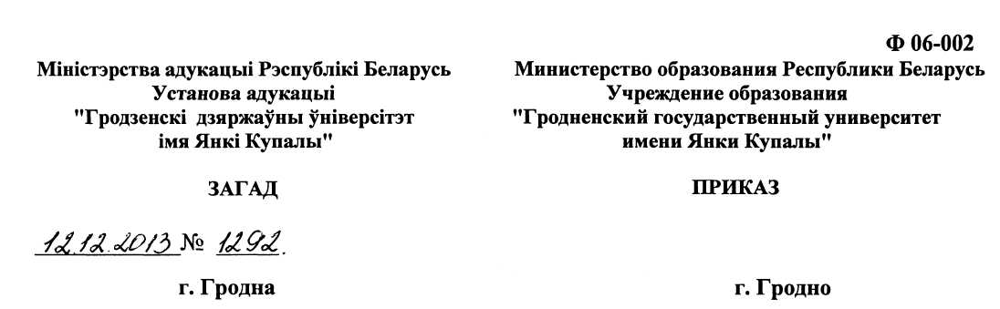 Ф 06-002
Міністэрства адукацыі Рэспублікі Беларусь
Установа адукацыі
"Гродзенскі дзяржаўны ўніверсітэт
імя Янкі Купалы"
ЗАГАД
12.12.2013 № 1292.
г. Гродна
Министерство образования Республики Беларусь
Учреждение образования
"Гродненский государственный университет
имени Янки Купалы"
ПРИКАЗ
г. Гродно